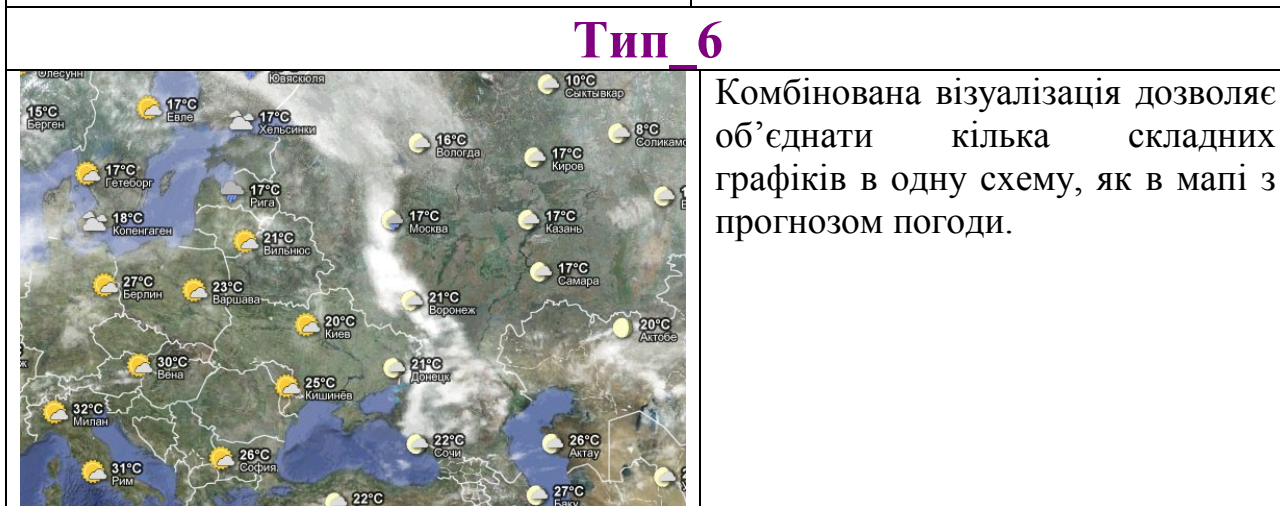 Тип_6
Олесунн
Ювяскюля
10°C
Сыктывкар
15°C
Берген
17°C
Евле
17°C
Хельсинки
16°C
Вологда
8°C
17°C
Киров
17°C
Гетеборг
17°C
Рига
18°C
Копенгаген
17°C
Москва
17°C
Казань
21°C
Вильнюс
17°C
Самара
27°C
Берлин
23°C
Варшава
21°C
Воронеж
20°C
Киев
20°C
Актобе
30°C
Вена
21°C
Донецк
25°C
Кишинёв
32°C
Милан
22°C
Сочи
26°C
Актау
26°C
София
31°C
Рим
22°C
27°C
Баку
Комбінована візуалізація дозволяє
об’єднати кілька складних
графіків в одну схему, як в мапі з
прогнозом погоди.